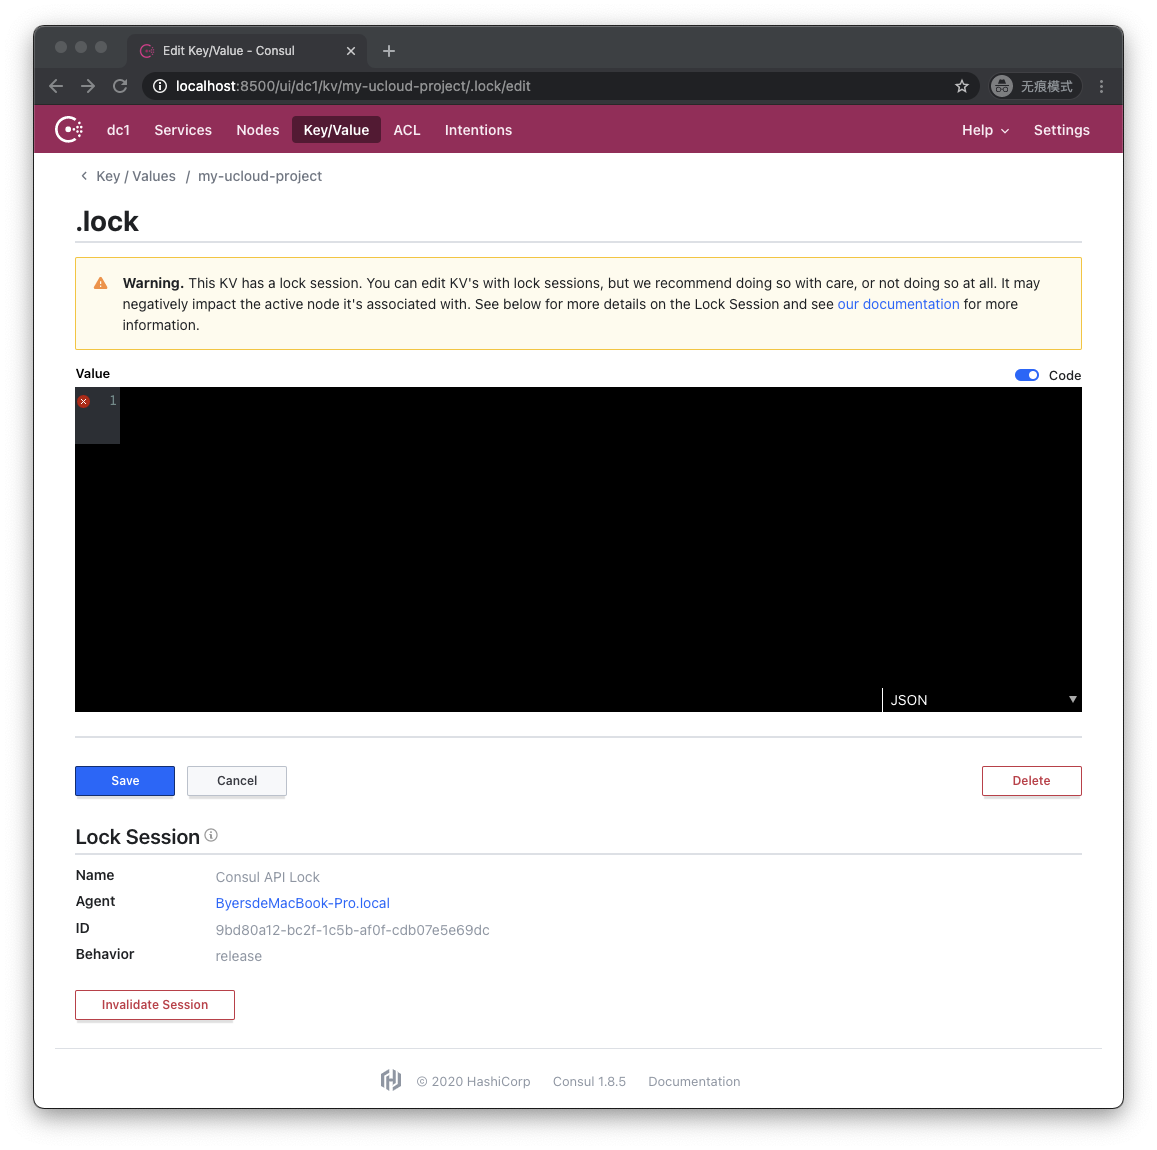 Edit Key/Value - Consul
localhost:8500/ui/dc1/kv/my-ucloud-project/.lock/edit
无痕模式
dc1 Services Nodes Key/Value ACL Intentions Help Settings
Key / Values / my-ucloud-project
.lock
Warning. This KV has a lock session. You can edit KV's with lock sessions, but we recommend doing so with care, or not doing so at all. It may
negatively impact the active node it's associated with. See below for more details on the Lock Session and see our documentation for more
information.
Value Code
1
JSON
Save Cancel Delete
Lock Session
Name Consul API Lock
Agent ByersdeMacBook-Pro.local
ID 9bd80a12-bc2f-1c5b-af0f-cdb07e5e69dc
Behavior release
Invalidate Session
© 2020 HashiCorp Consul 1.8.5 Documentation